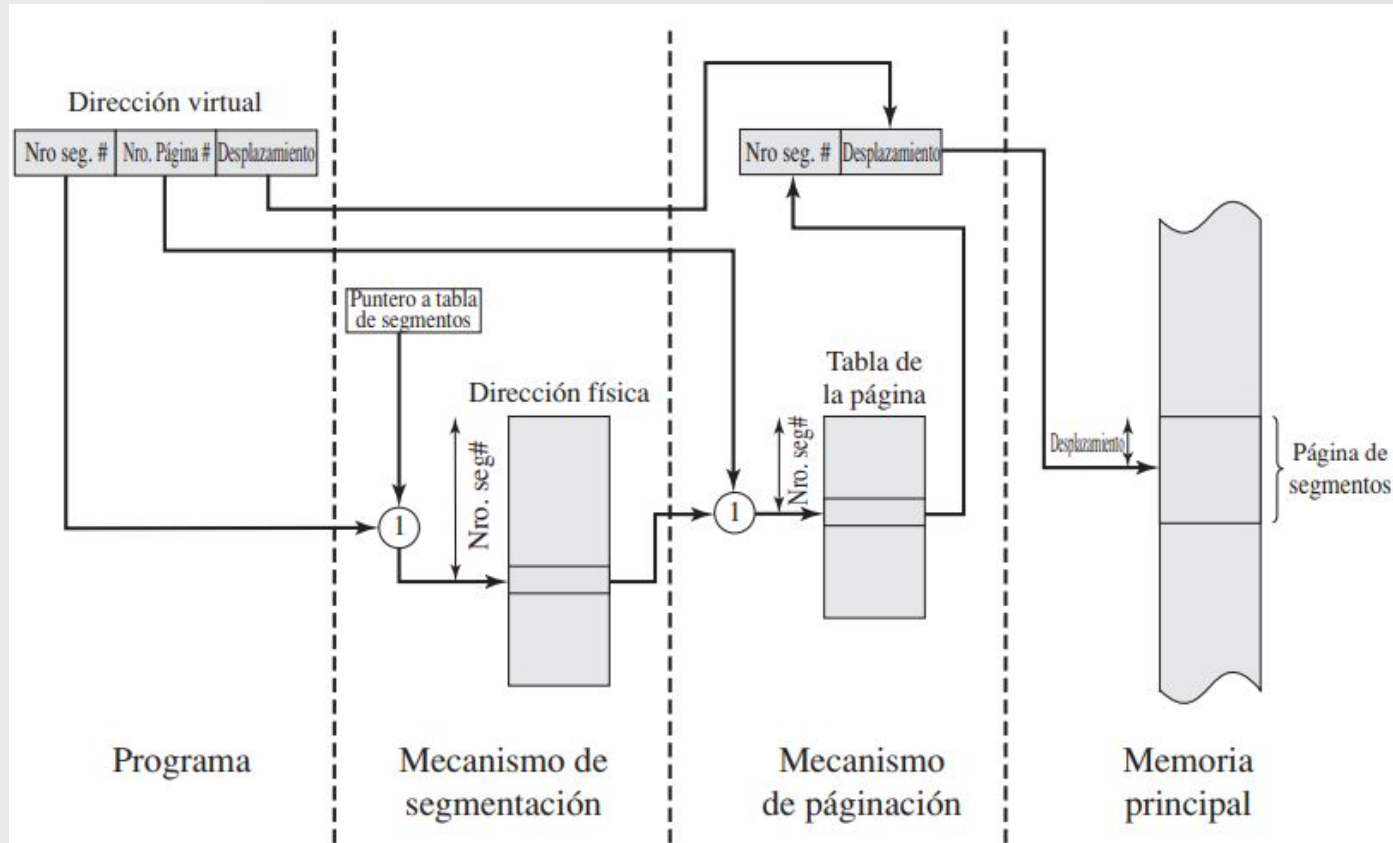 Dirección virtual
Nro seg. # Nro. Página # Desplazamiento
Nro seg. # Desplazamiento
Puntero a tabla
de segmentos
Dirección física
Tabla de
la página
Nro. seg#
Nro. seg#
1
1
Desplazamiento
Página de
segmentos
Programa
Mecanismo de
segmentación
Mecanismo
de páginación
Memoria
principal